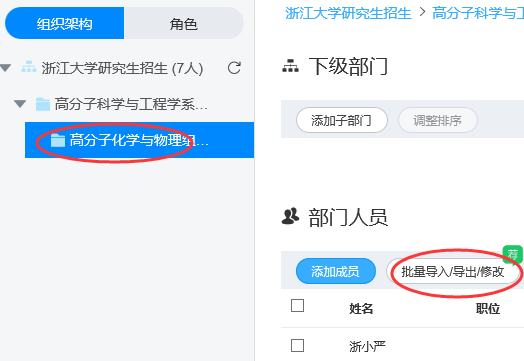 组织架构 角色
浙江大学研究生招生 (7人)
高分子科学与工程学系...
高分子化学与物理组...
浙江大学研究生招生 > 高分子科学与工
下级部门
添加子部门 调整排序
部门人员
荐
添加成员 批量导入/导出/修改
姓名 职位
浙小严